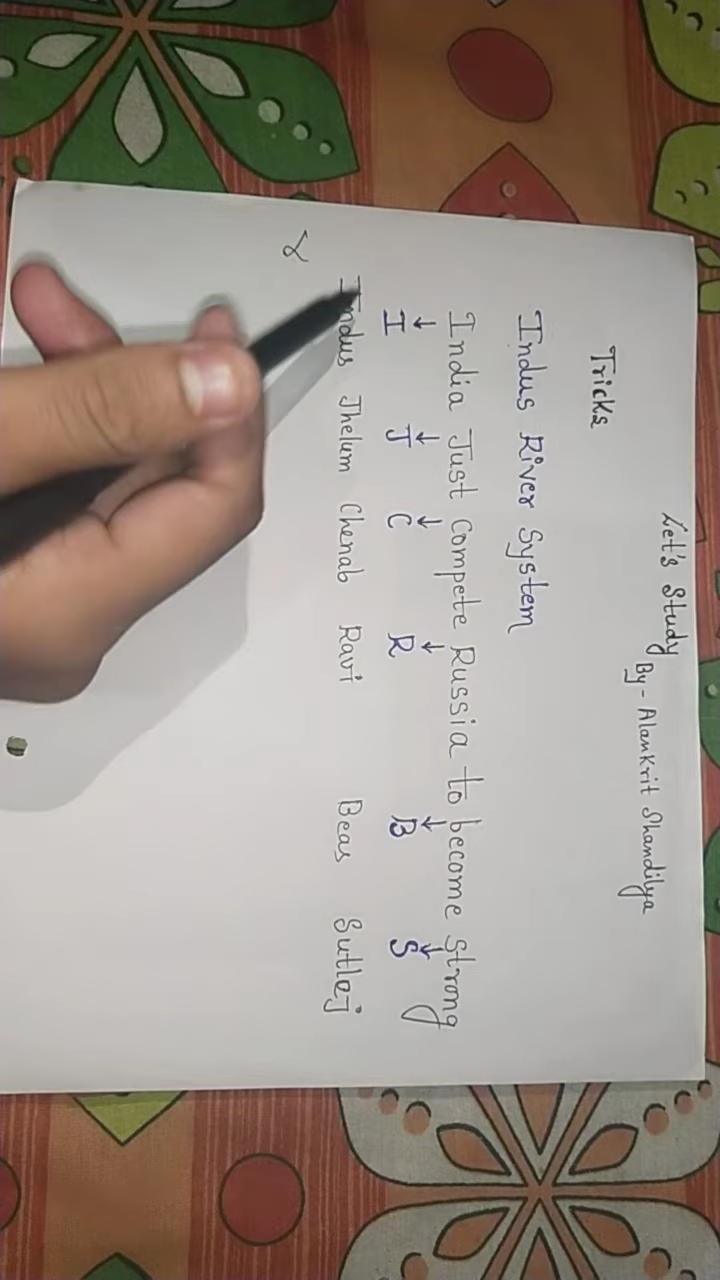 Let's Study
By- Alankrit Shandilya
Tricks
Indus River System
India Just Compete Russia to become strong
↓ ↓ ↓ ↓ ↓ ↓
I J C R B S
Indus Jhelum Chenab Ravi Beas Sutlej